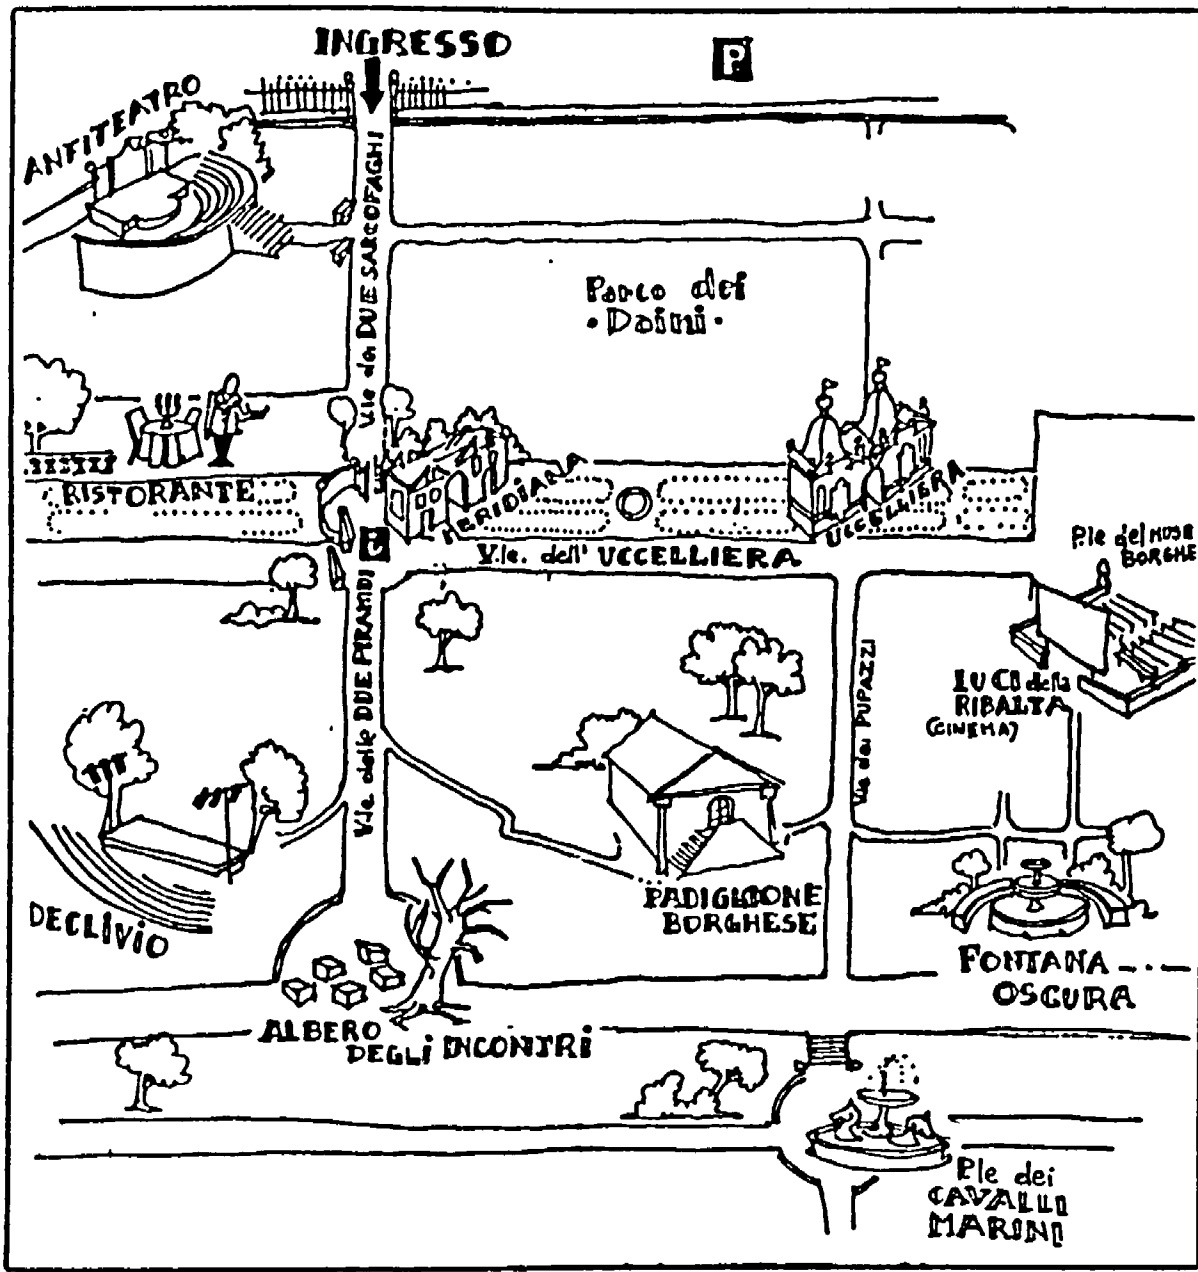 INGRESSO
P
ANFITEATRO
V.le dei DUE SARCOFAGHI
Parco dei
• Daini •
RISTORANTE
MERIDIANA
UCCELLIERA
V.le. dell' UCCELLIERA
P.le del MUSE
BORGHE
V.le delle DUE PIRAMIDI
V.le dei PUPAZZI
LUCI della
RIBALTA
(CINEMA)
DECLIVIO
PADIGLIONE
BORGHESE
FONTANA
OSCURA
ALBERO
DEGLI INCONTRI
P.le dei
CAVALLI
MARINI